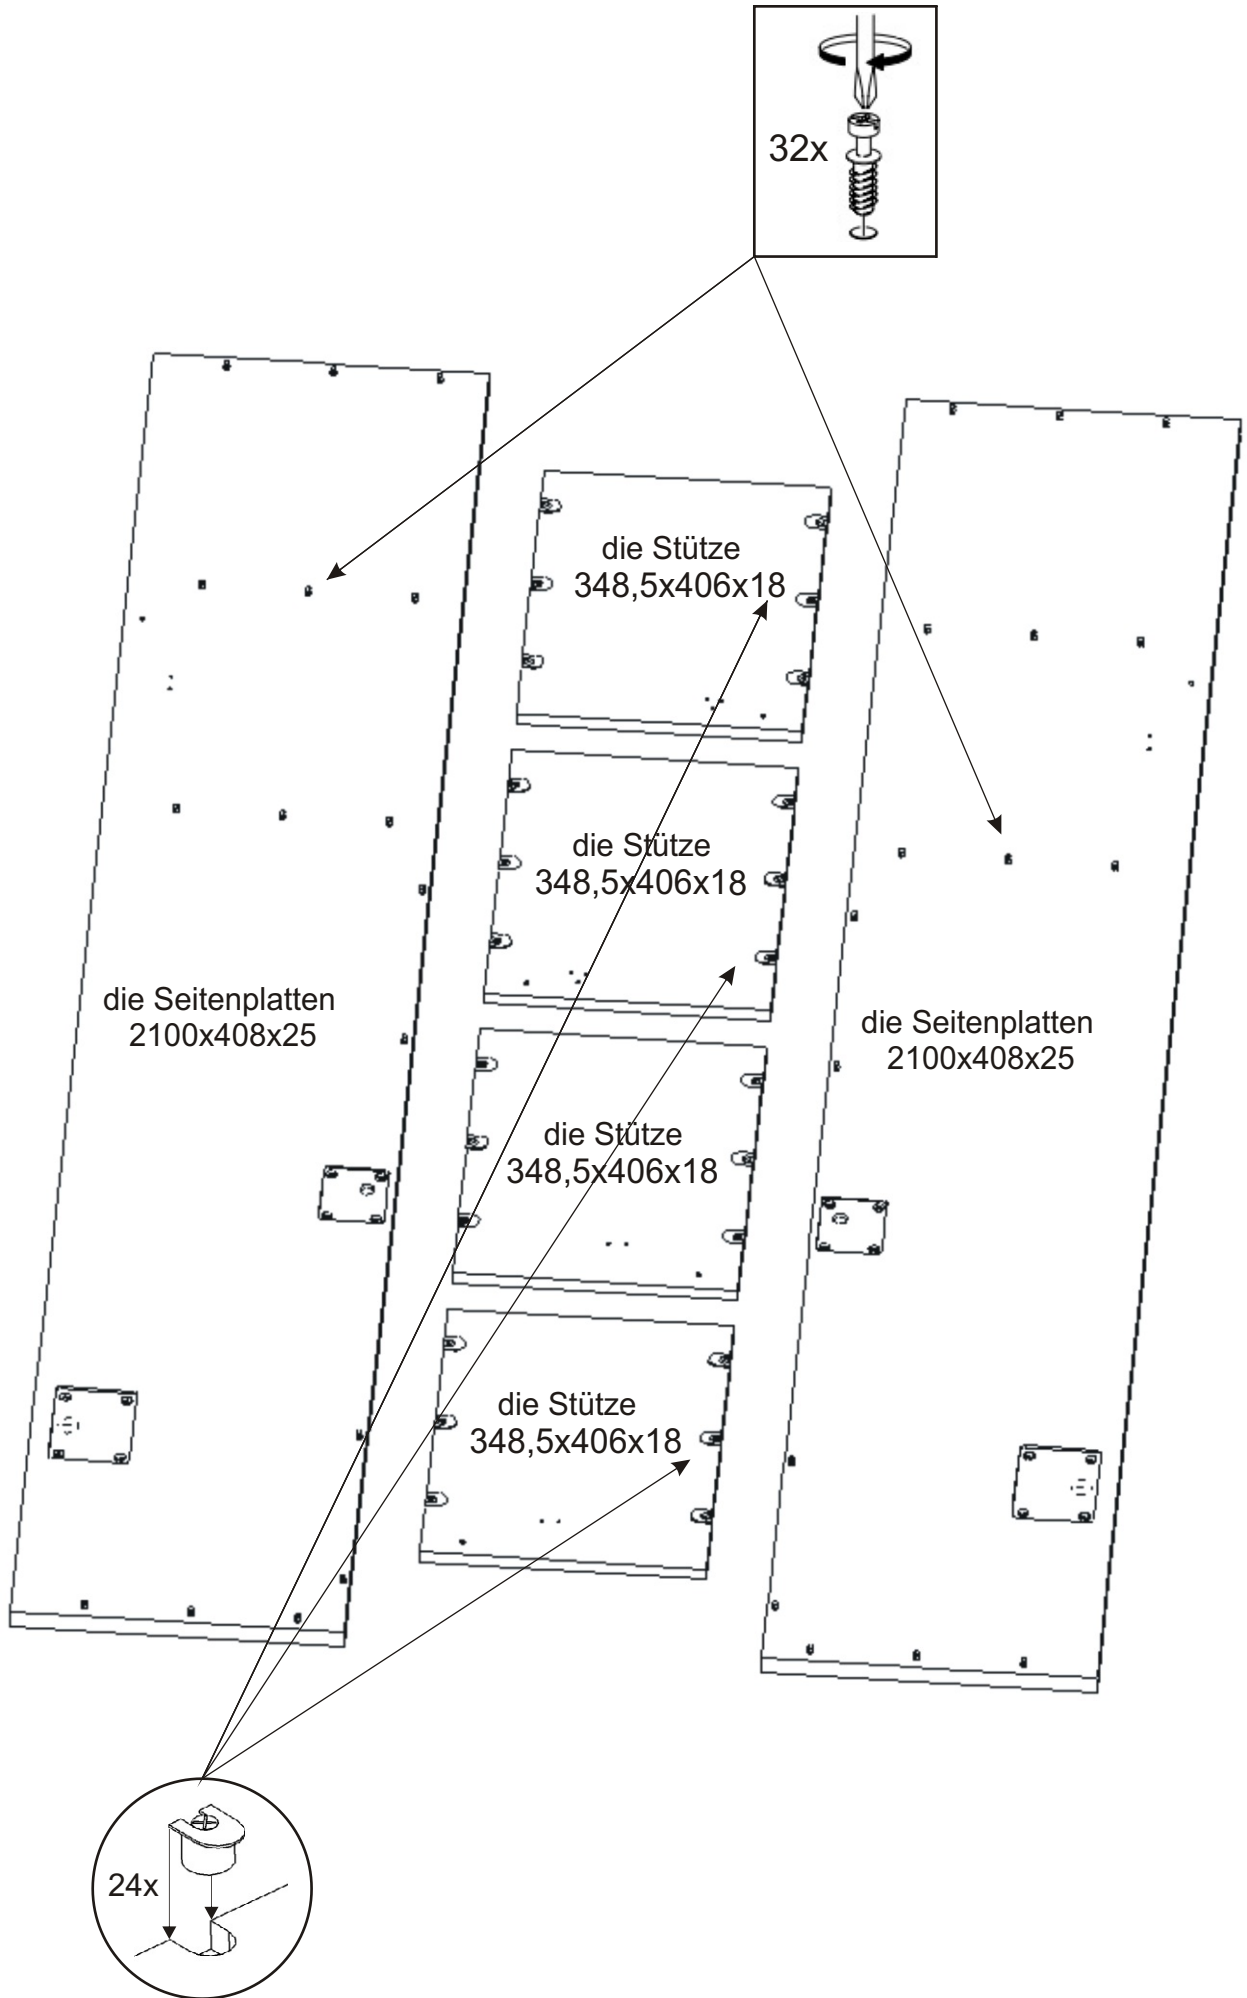 32x
die Stütze
348,5x406x18
die Stütze
348,5x406x18
die Seitenplatten
2100x408x25
die Seitenplatten
2100x408x25
die Stütze
348,5x406x18
die Stütze
348,5x406x18
24x